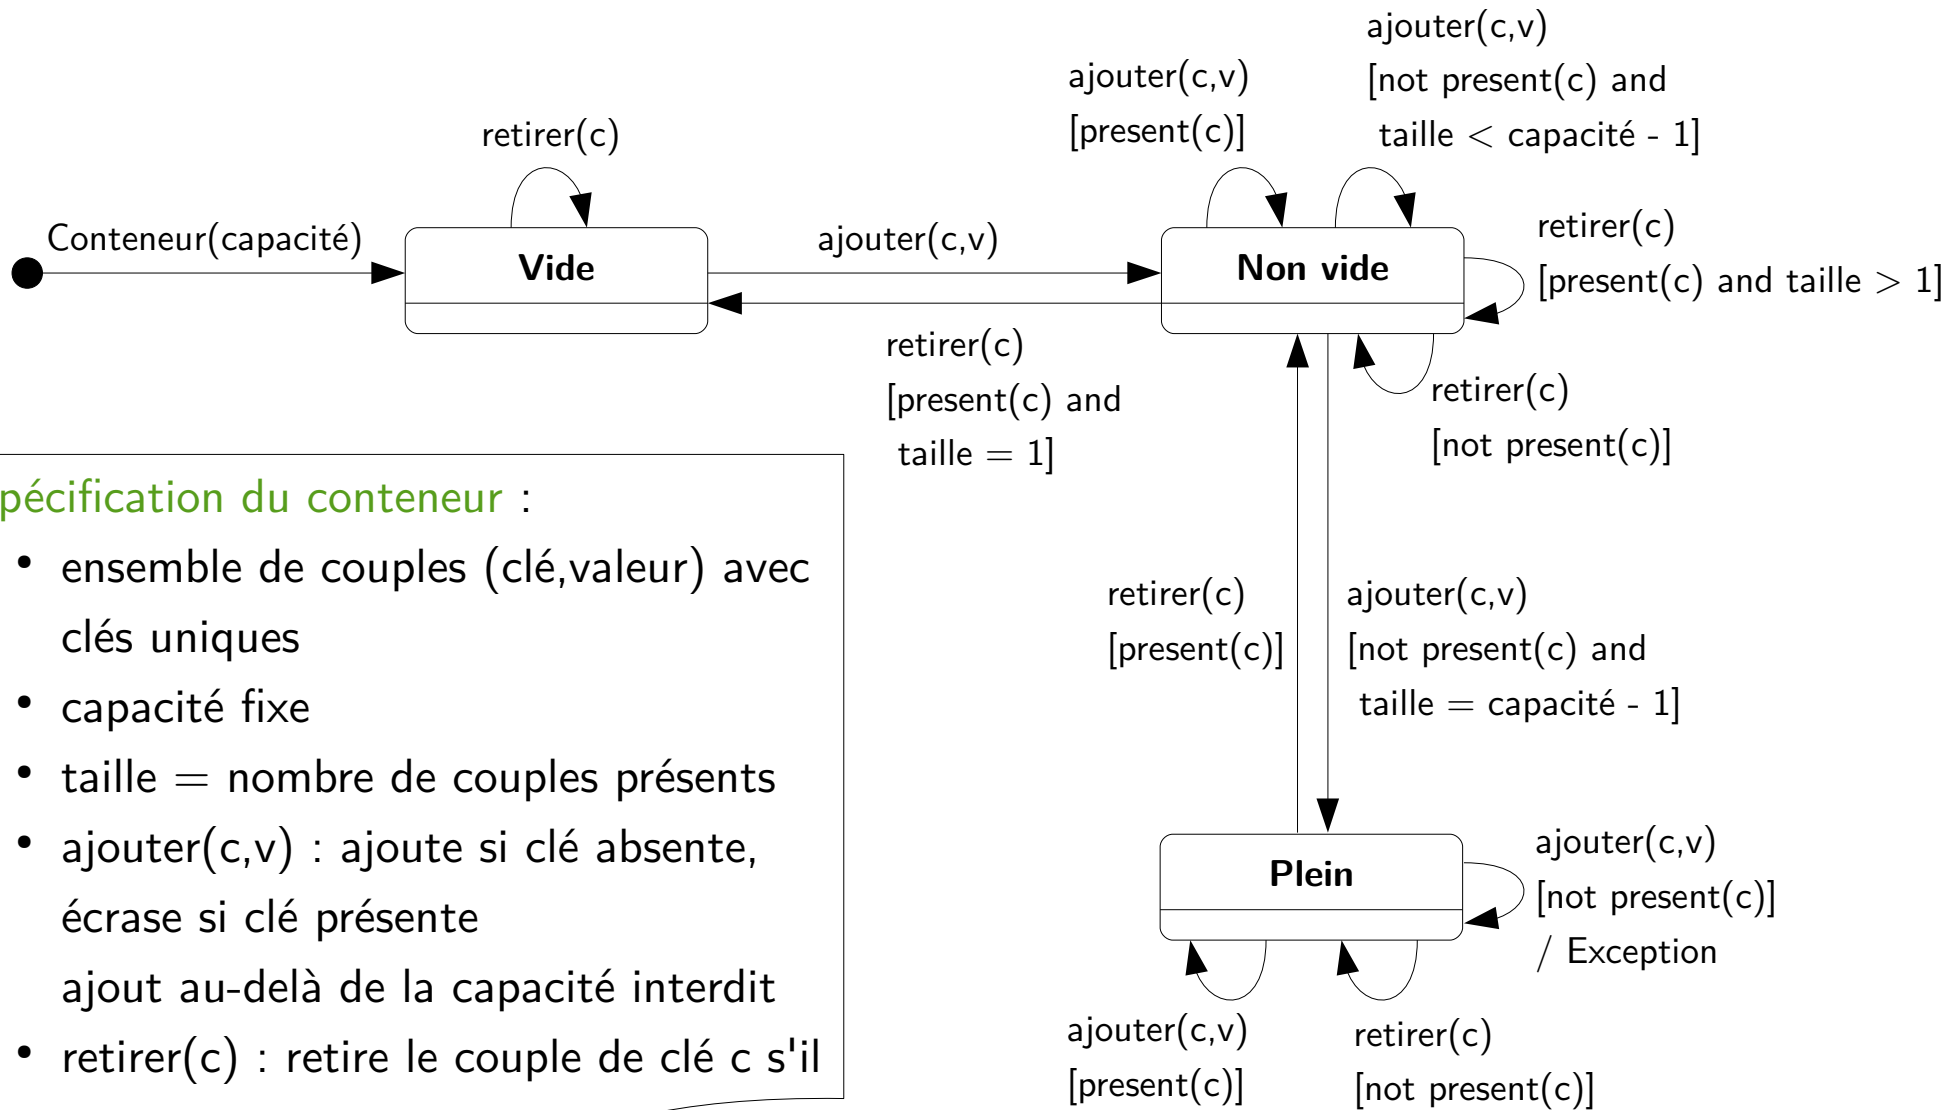 ajouter(c,v)
[not present(c) and
taille < capacité - 1]
ajouter(c,v)
[present(c)]
retirer(c)
Conteneur(capacité)
Vide
ajouter(c,v)
Non vide
retirer(c)
[present(c) and taille > 1]
retirer(c)
[present(c) and
taille = 1]
retirer(c)
[not present(c)]
pécification du conteneur :
• ensemble de couples (clé,valeur) avec
clés uniques
• capacité fixe
• taille = nombre de couples présents
• ajouter(c,v) : ajoute si clé absente,
écrase si clé présente
ajout au-delà de la capacité interdit
• retirer(c) : retire le couple de clé c s'il
retirer(c)
[present(c)]
ajouter(c,v)
[not present(c) and
taille = capacité - 1]
Plein
ajouter(c,v)
[not present(c)]
/ Exception
ajouter(c,v)
[present(c)]
retirer(c)
[not present(c)]